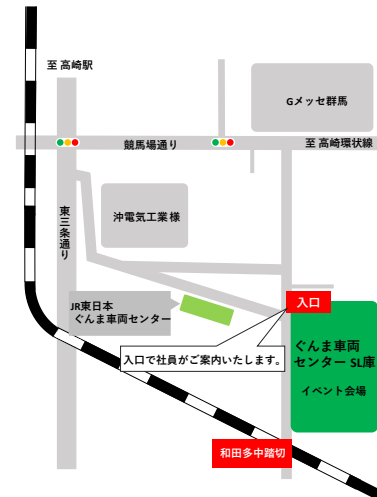 至 高崎駅
Gメッセ群馬
競馬場通り
至 高崎環状線
東三条通り
沖電気工業様
JR東日本
ぐんま車両センター
入口
入口で社員がご案内いたします。
ぐんま車両
センター SL庫
イベント会場
和田多中踏切